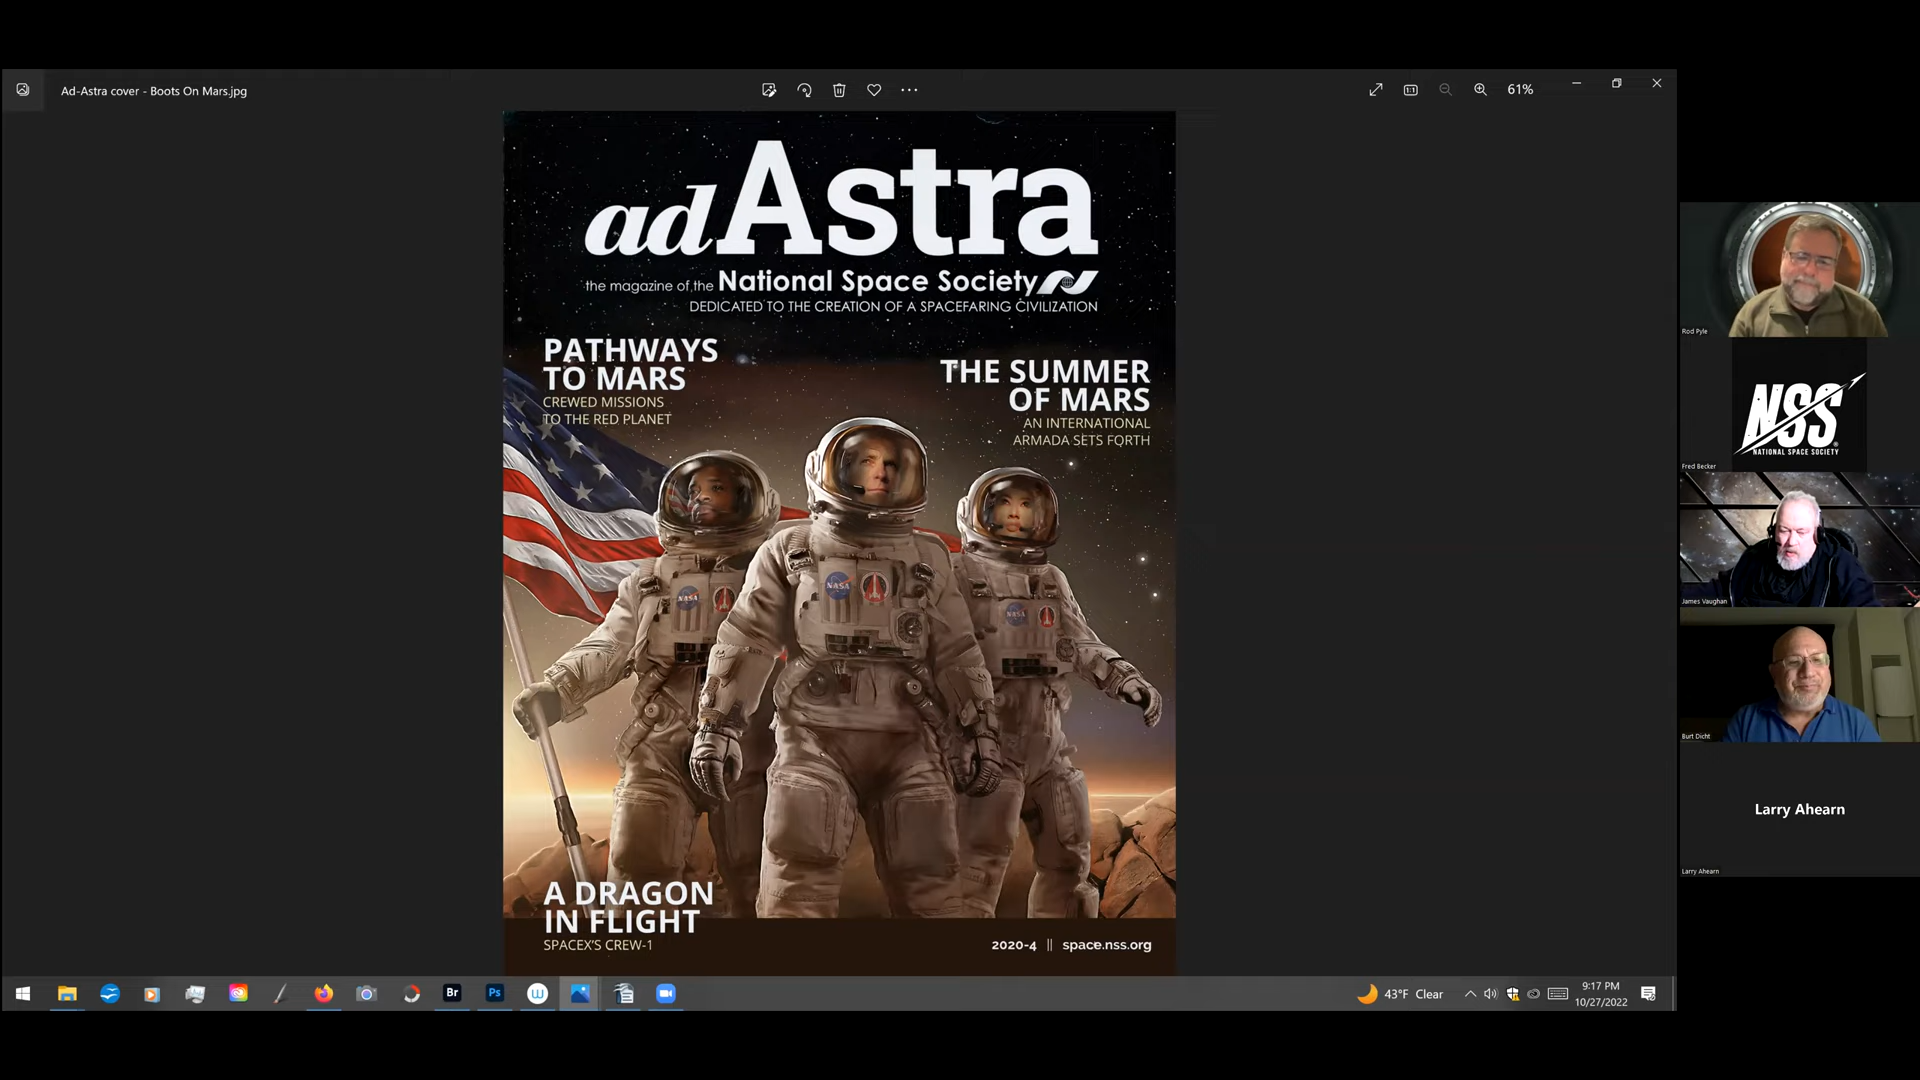 Ad-Astra cover - Boots On Mars.jpg
61%
adAstra
the magazine of the National Space Society
DEDICATED TO THE CREATION OF A SPACEFARING CIVILIZATION
PATHWAYS
TO MARS
CREWED MISSIONS
TO THE RED PLANET
THE SUMMER
OF MARS
AN INTERNATIONAL
ARMADA SETS FORTH
NASA
NASA
NASA
A DRAGON
IN FLIGHT
SPACEX'S CREW-1
2020-4 || space.nss.org
Rod Pyle
NSS
NATIONAL SPACE SOCIETY
Fred Becker
James Vaughan
Burt Dicht
Larry Ahearn
Larry Ahearn
Br
Ps
W
43°F Clear
9:17 PM
10/27/2022